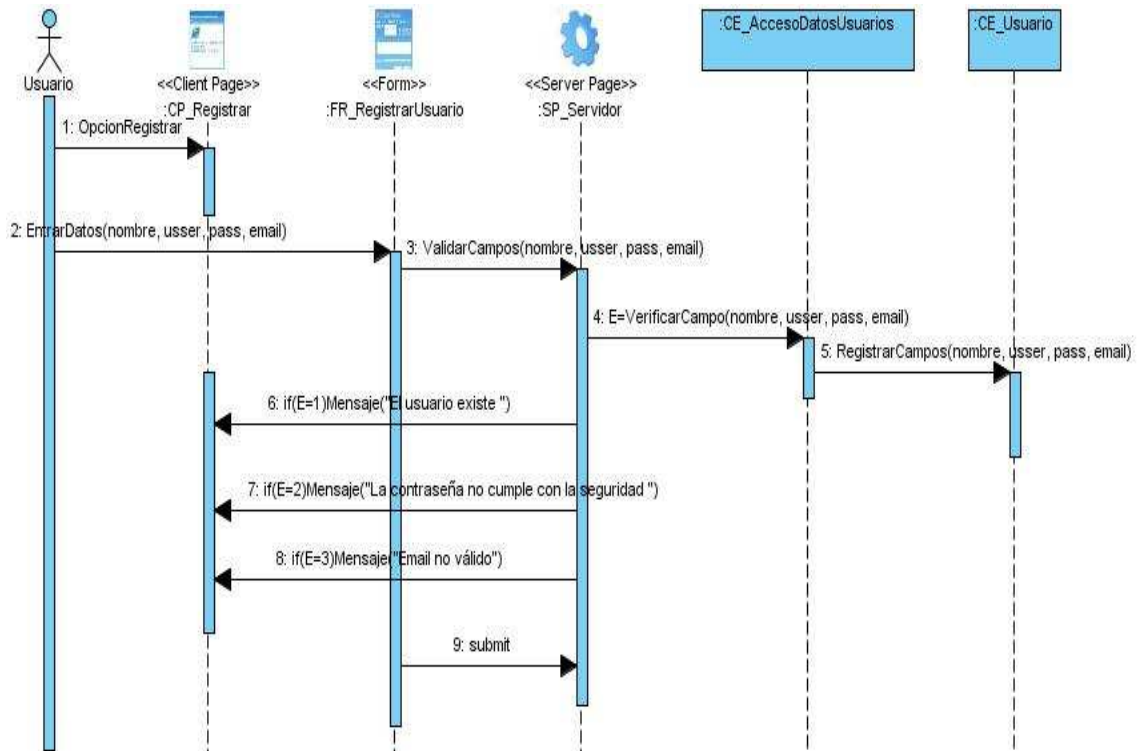 :CE_AccesoDatosUsuarios
:CE_Usuario
Usuario
<<Client Page>>
:CP_Registrar
<<Form>>
:FR_RegistrarUsuario
<<Server Page>>
:SP_Servidor
1: OpcionRegistrar
2: EntrarDatos(nombre, usser, pass, email)
3: ValidarCampos(nombre, usser, pass, email)
4: E=VerificarCampo(nombre, usser, pass, email)
5: RegistrarCampos(nombre, usser, pass, email)
6: if(E=1)Mensaje("El usuario existe ")
7: if(E=2)Mensaje("La contraseña no cumple con la seguridad ")
8: if(E=3)Mensaje("Email no válido")
9: submit